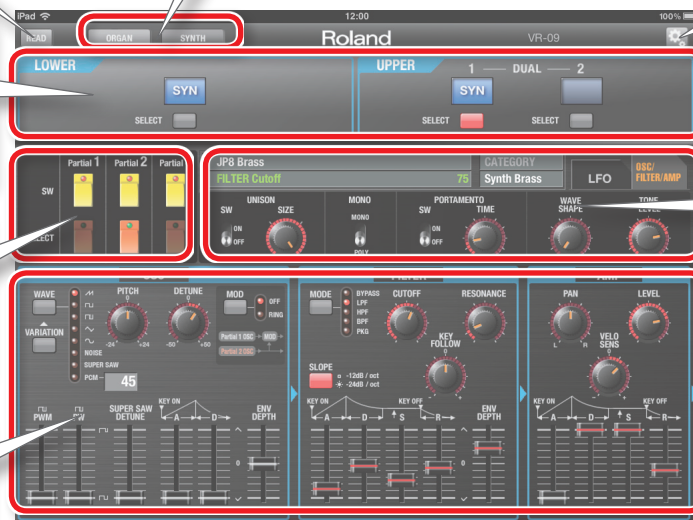 iPad 12:00 100%
READ ORGAN SYNTH Roland VR-09
LOWER UPPER 1 — DUAL — 2
SYN SYN
SELECT SELECT SELECT
Partial 1 Partial 2 Partial
SW
SELECT
JP8 Brass CATEGORY
FILTER Cutoff 75 Synth Brass LFO OSC/
FILTER/AMP
UNISON MONO PORTAMENTO WAVE SHAPE TONE LEVEL
SW SIZE MONO SW TIME
ON ON
OFF OFF
POLY
OSC FILTER AMP
WAVE PITCH DETUNE MOD OFF
RING
-24 +24 -50 +50
VARIATION
NOISE
SUPER SAW
PCM 45
Partial 1 OSC MOD
Partial 2 OSC
PWM PW SUPER SAW
DETUNE KEY ON A D ENV
DEPTH
0
MODE BYPASS
LPF
HPF
BPF
PKG
CUTOFF RESONANCE
KEY
FOLLOW
0
- +
SLOPE
-12dB / oct
-24dB / oct
KEY ON KEY OFF
A D S R ENV
DEPTH
0
PAN LEVEL
L R
VELO
SENS
0
- +
KEY ON KEY OFF
A D S R